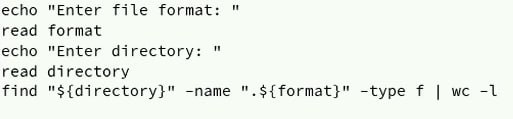 echo "Enter file format: "
read format
echo "Enter directory: "
read directory
find "${directory}" -name ".${format}" -type f | wc -l